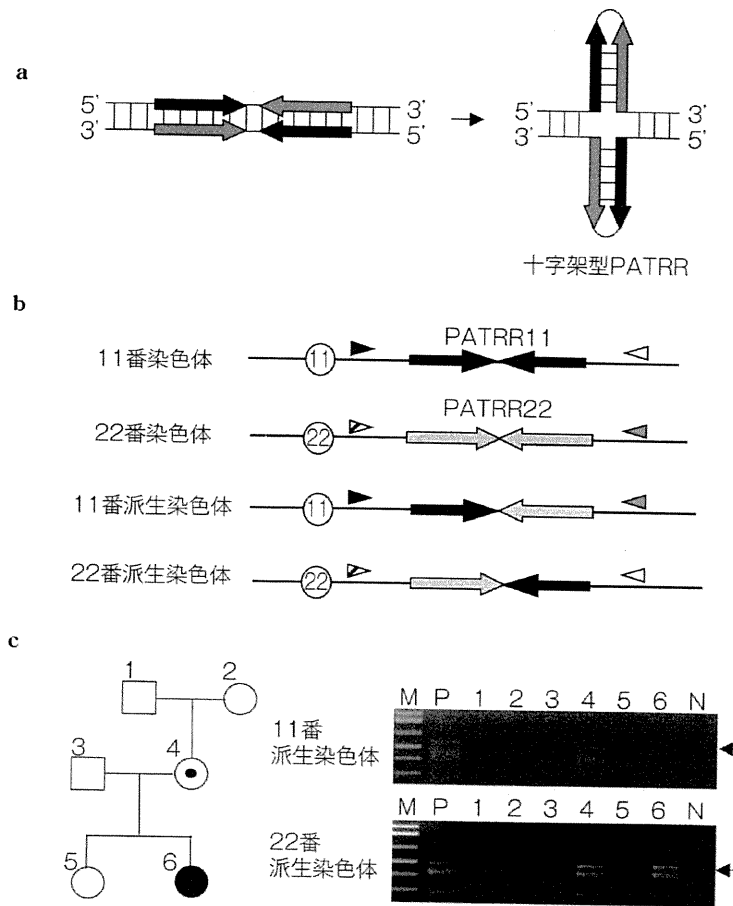 a
5' 3'
3' 5'
5' 3'
3' 5'
十字架型PATRR
b
PATRR11
11番染色体 11
PATRR22
22番染色体 22
11番派生染色体 11
22番派生染色体 22
c
1 2
3 4
5 6
M P 1 2 3 4 5 6 N
11番
派生染色体
M P 1 2 3 4 5 6 N
22番
派生染色体